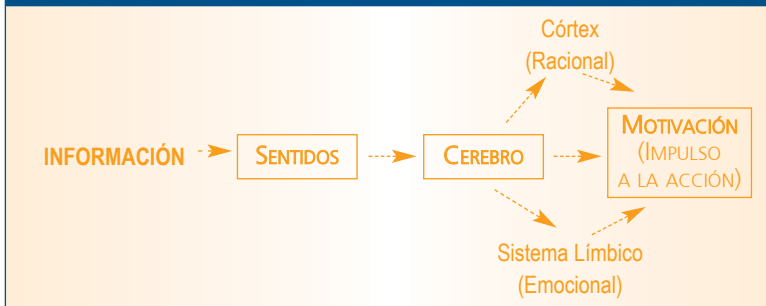 Córtex
(Racional)
INFORMACIÓN
SENTIDOS
CEREBRO
MOTIVACIÓN
(IMPULSO
A LA ACCIÓN)
Sistema Límbico
(Emocional)